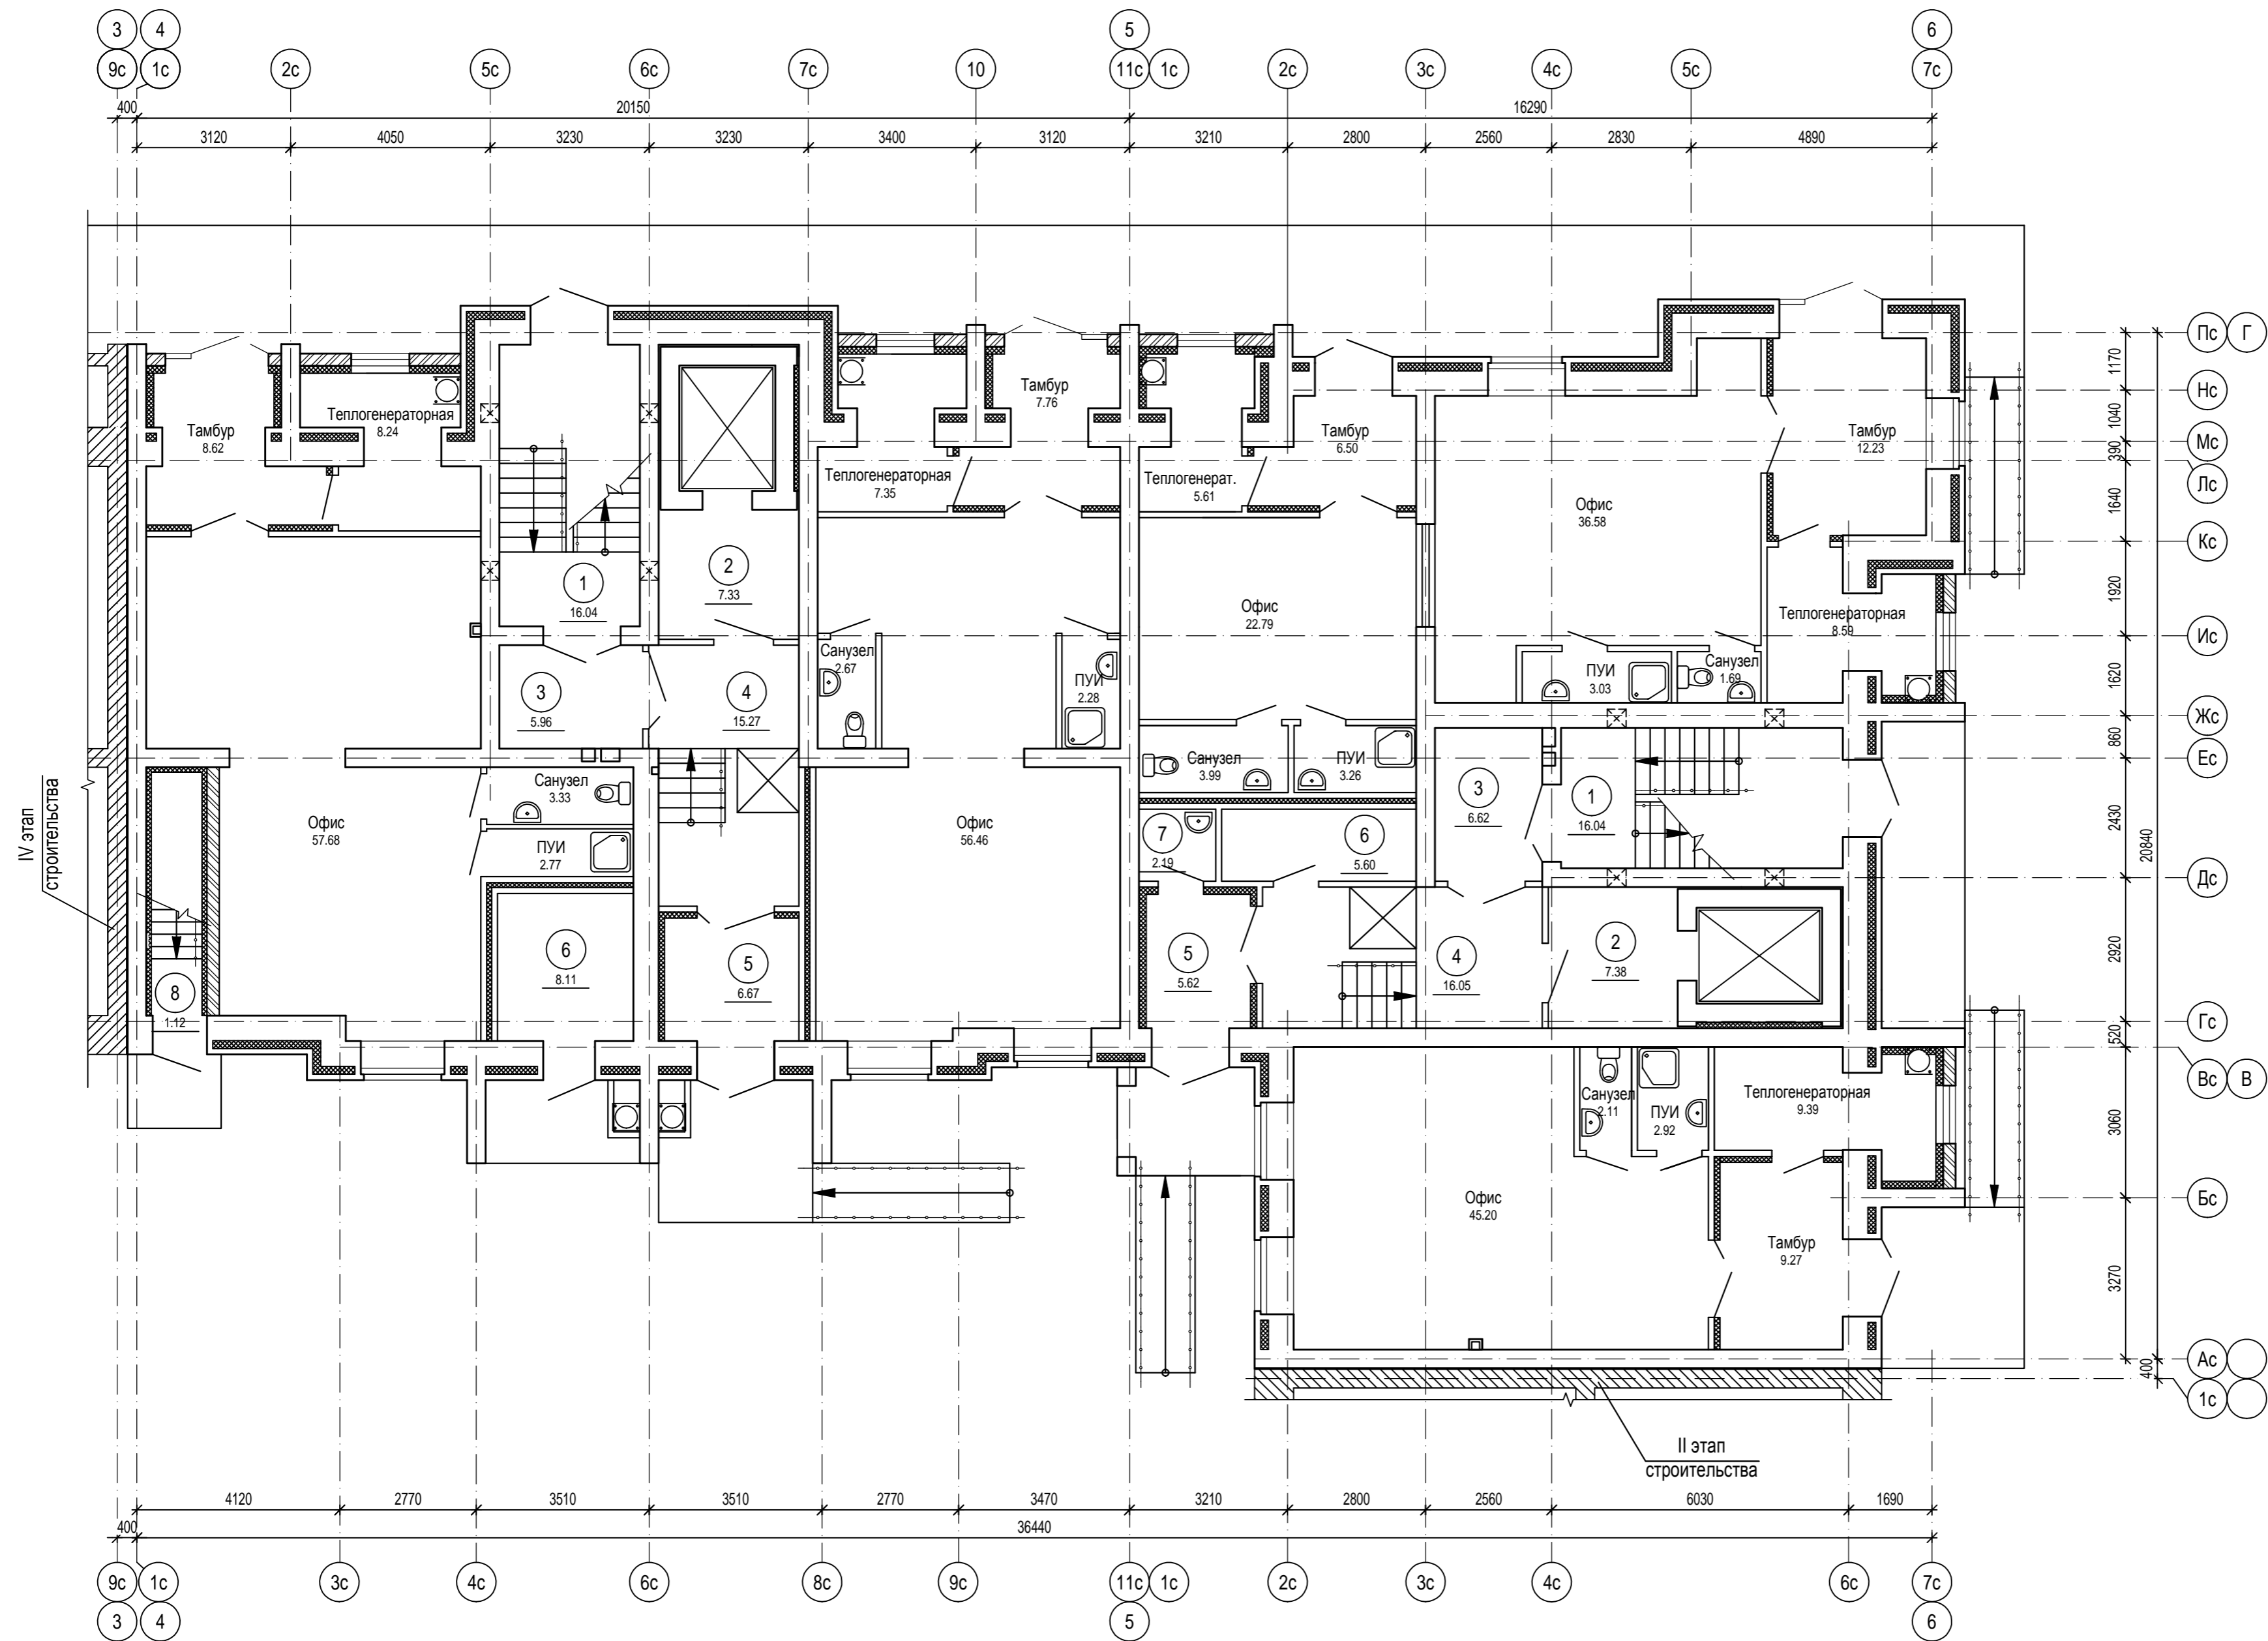 3 4 5 6
9с 1с 2с 5с 6с 7с 10 11с 1с 2с 3с 4с 5с 7с
400 20150 16290
3120 4050 3230 3230 3400 3120 3210 2800 2560 2830 4890
Пс Г
1170
Нс
1040
Мс
390
Лс
1640
Кс
1920
Ис
1620
Жс
860
Ес
2430
20840
Дс
2920
Гс
520
Вс В
3060
Бс
3270
Ас
400
1с
Тамбур
8.62
Теплогенераторная
8.24
Тамбур
7.76
Тамбур
6.50
Тамбур
12.23
Теплогенераторная
7.35
Теплогенерат.
5.61
Офис
36.58
1
16.04
2
7.33
Офис
22.79
Теплогенераторная
8.59
3
5.96
4
15.27
Санузел
2.67
ПУИ
2.28
ПУИ
3.03
Санузел
1.69
Санузел
3.33
Санузел
3.99
ПУИ
3.26
3
6.62
1
16.04
Офис
57.68
ПУИ
2.77
Офис
56.46
7
2.19
6
5.60
IV этап
строительства
6
8.11
5
6.67
5
5.62
4
16.05
2
7.38
8
1.12
Санузел
2.11
ПУИ
2.92
Теплогенераторная
9.39
Офис
45.20
Тамбур
9.27
II этап
строительства
4120 2770 3510 3510 2770 3470 3210 2800 2560 6030 1690
400 36440
9с 1с 3с 4с 6с 8с 9с 11с 1с 2с 3с 4с 6с 7с
3 4 5 6